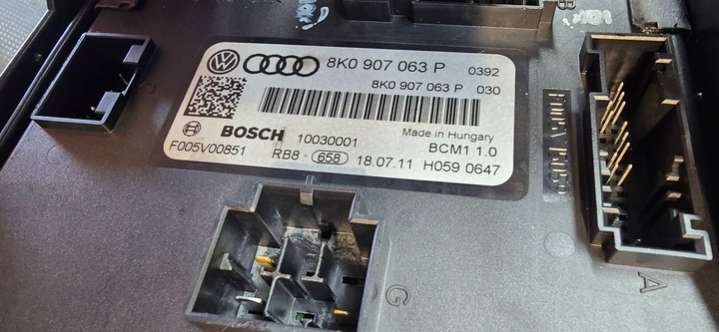 B
8K0 907 063 P 0392
8K0 907 063 P 030
BOSCH 10030001 Made in Hungary
F005V00851 RB8 - 658 18.07.11 BCM1 1.0
H059 0647
A
G